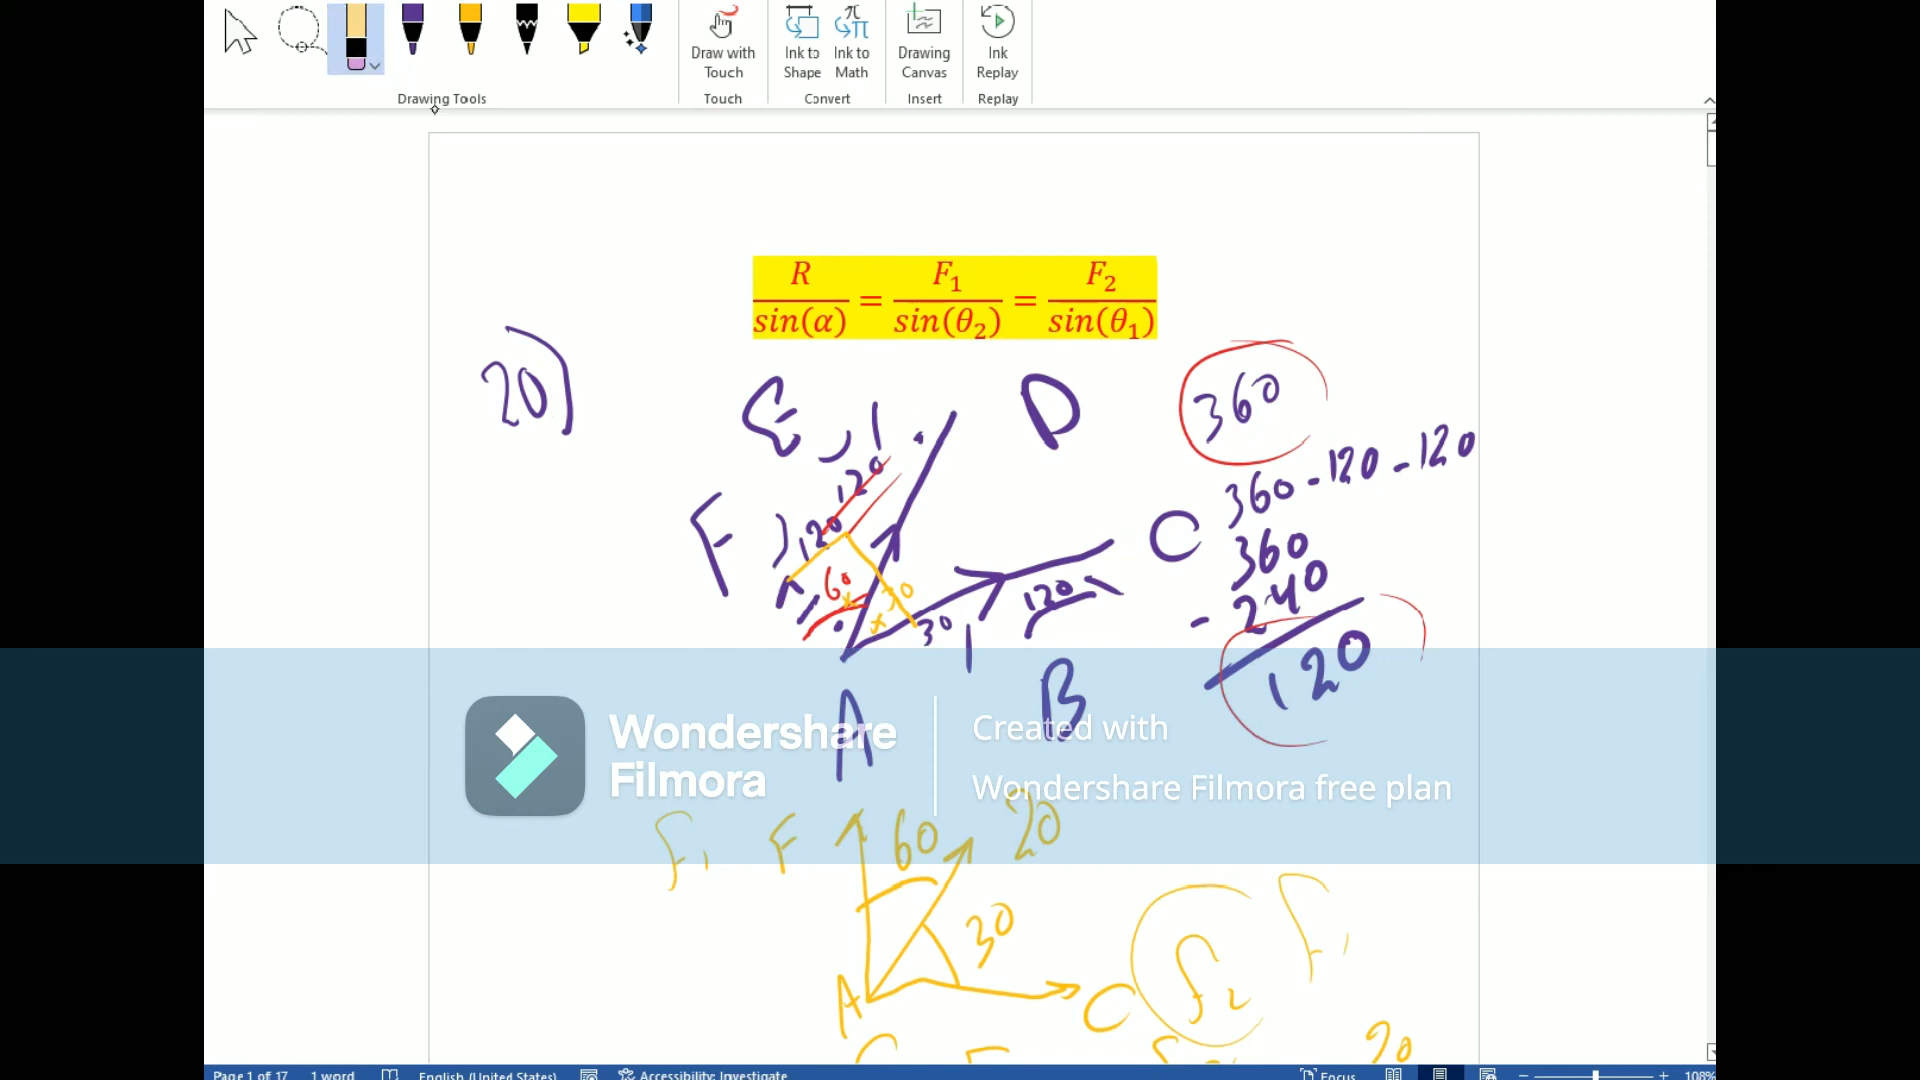 Draw with Touch
Ink to Shape
Ink to Math
Drawing Canvas
Ink Replay
Drawing Tools
Touch
Convert
Insert
Replay
R/sin(α) = F₁/sin(θ₂) = F₂/sin(θ₁)
20)
E
D
360
120
360 - 120 - 120
F
120
C
360
60
30
120
- 240
30
120
A
B
Wondershare Filmora
Created with
Wondershare Filmora free plan
F₁
F
60
20
30
A
C
f₂
F₁
20
Page 1 of 17
1 word
English (United States)
Accessibility: Investigate
Focus
108%